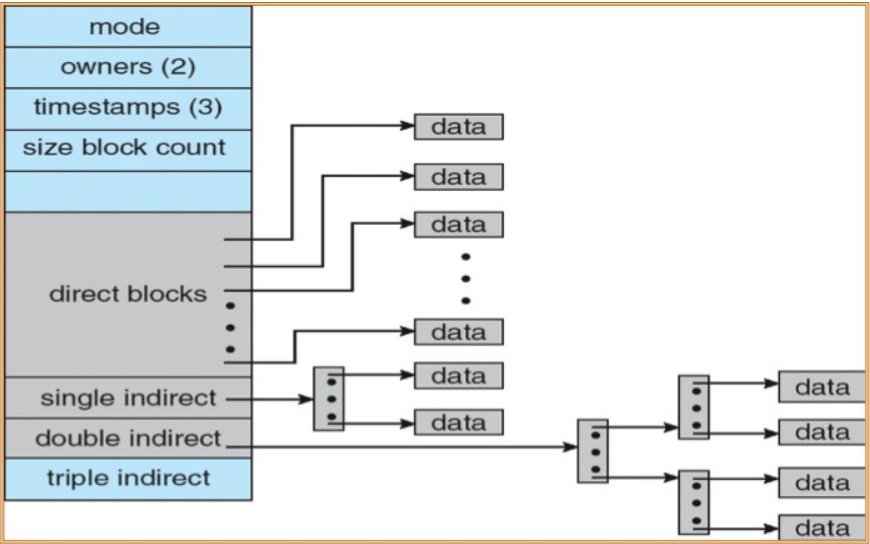 mode
owners (2)
timestamps (3)
size block count
direct blocks
single indirect
double indirect
triple indirect
data
data
data
data
data
data
data
data
data
data